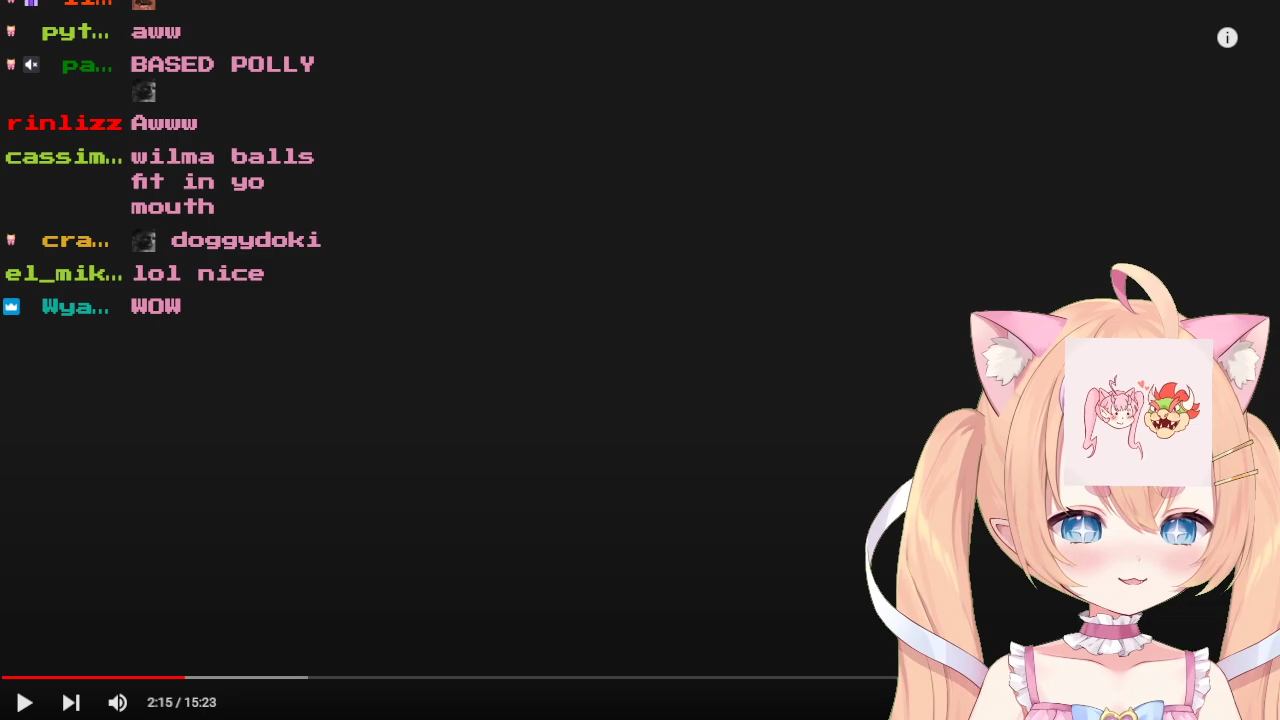 pyt... aww
pa... BASED POLLY
rinlizz Awww
cassim... wilma balls
fit in yo
mouth
cra... doggydoki
el_mik... lol nice
Wya... WOW
2:15 / 15:23